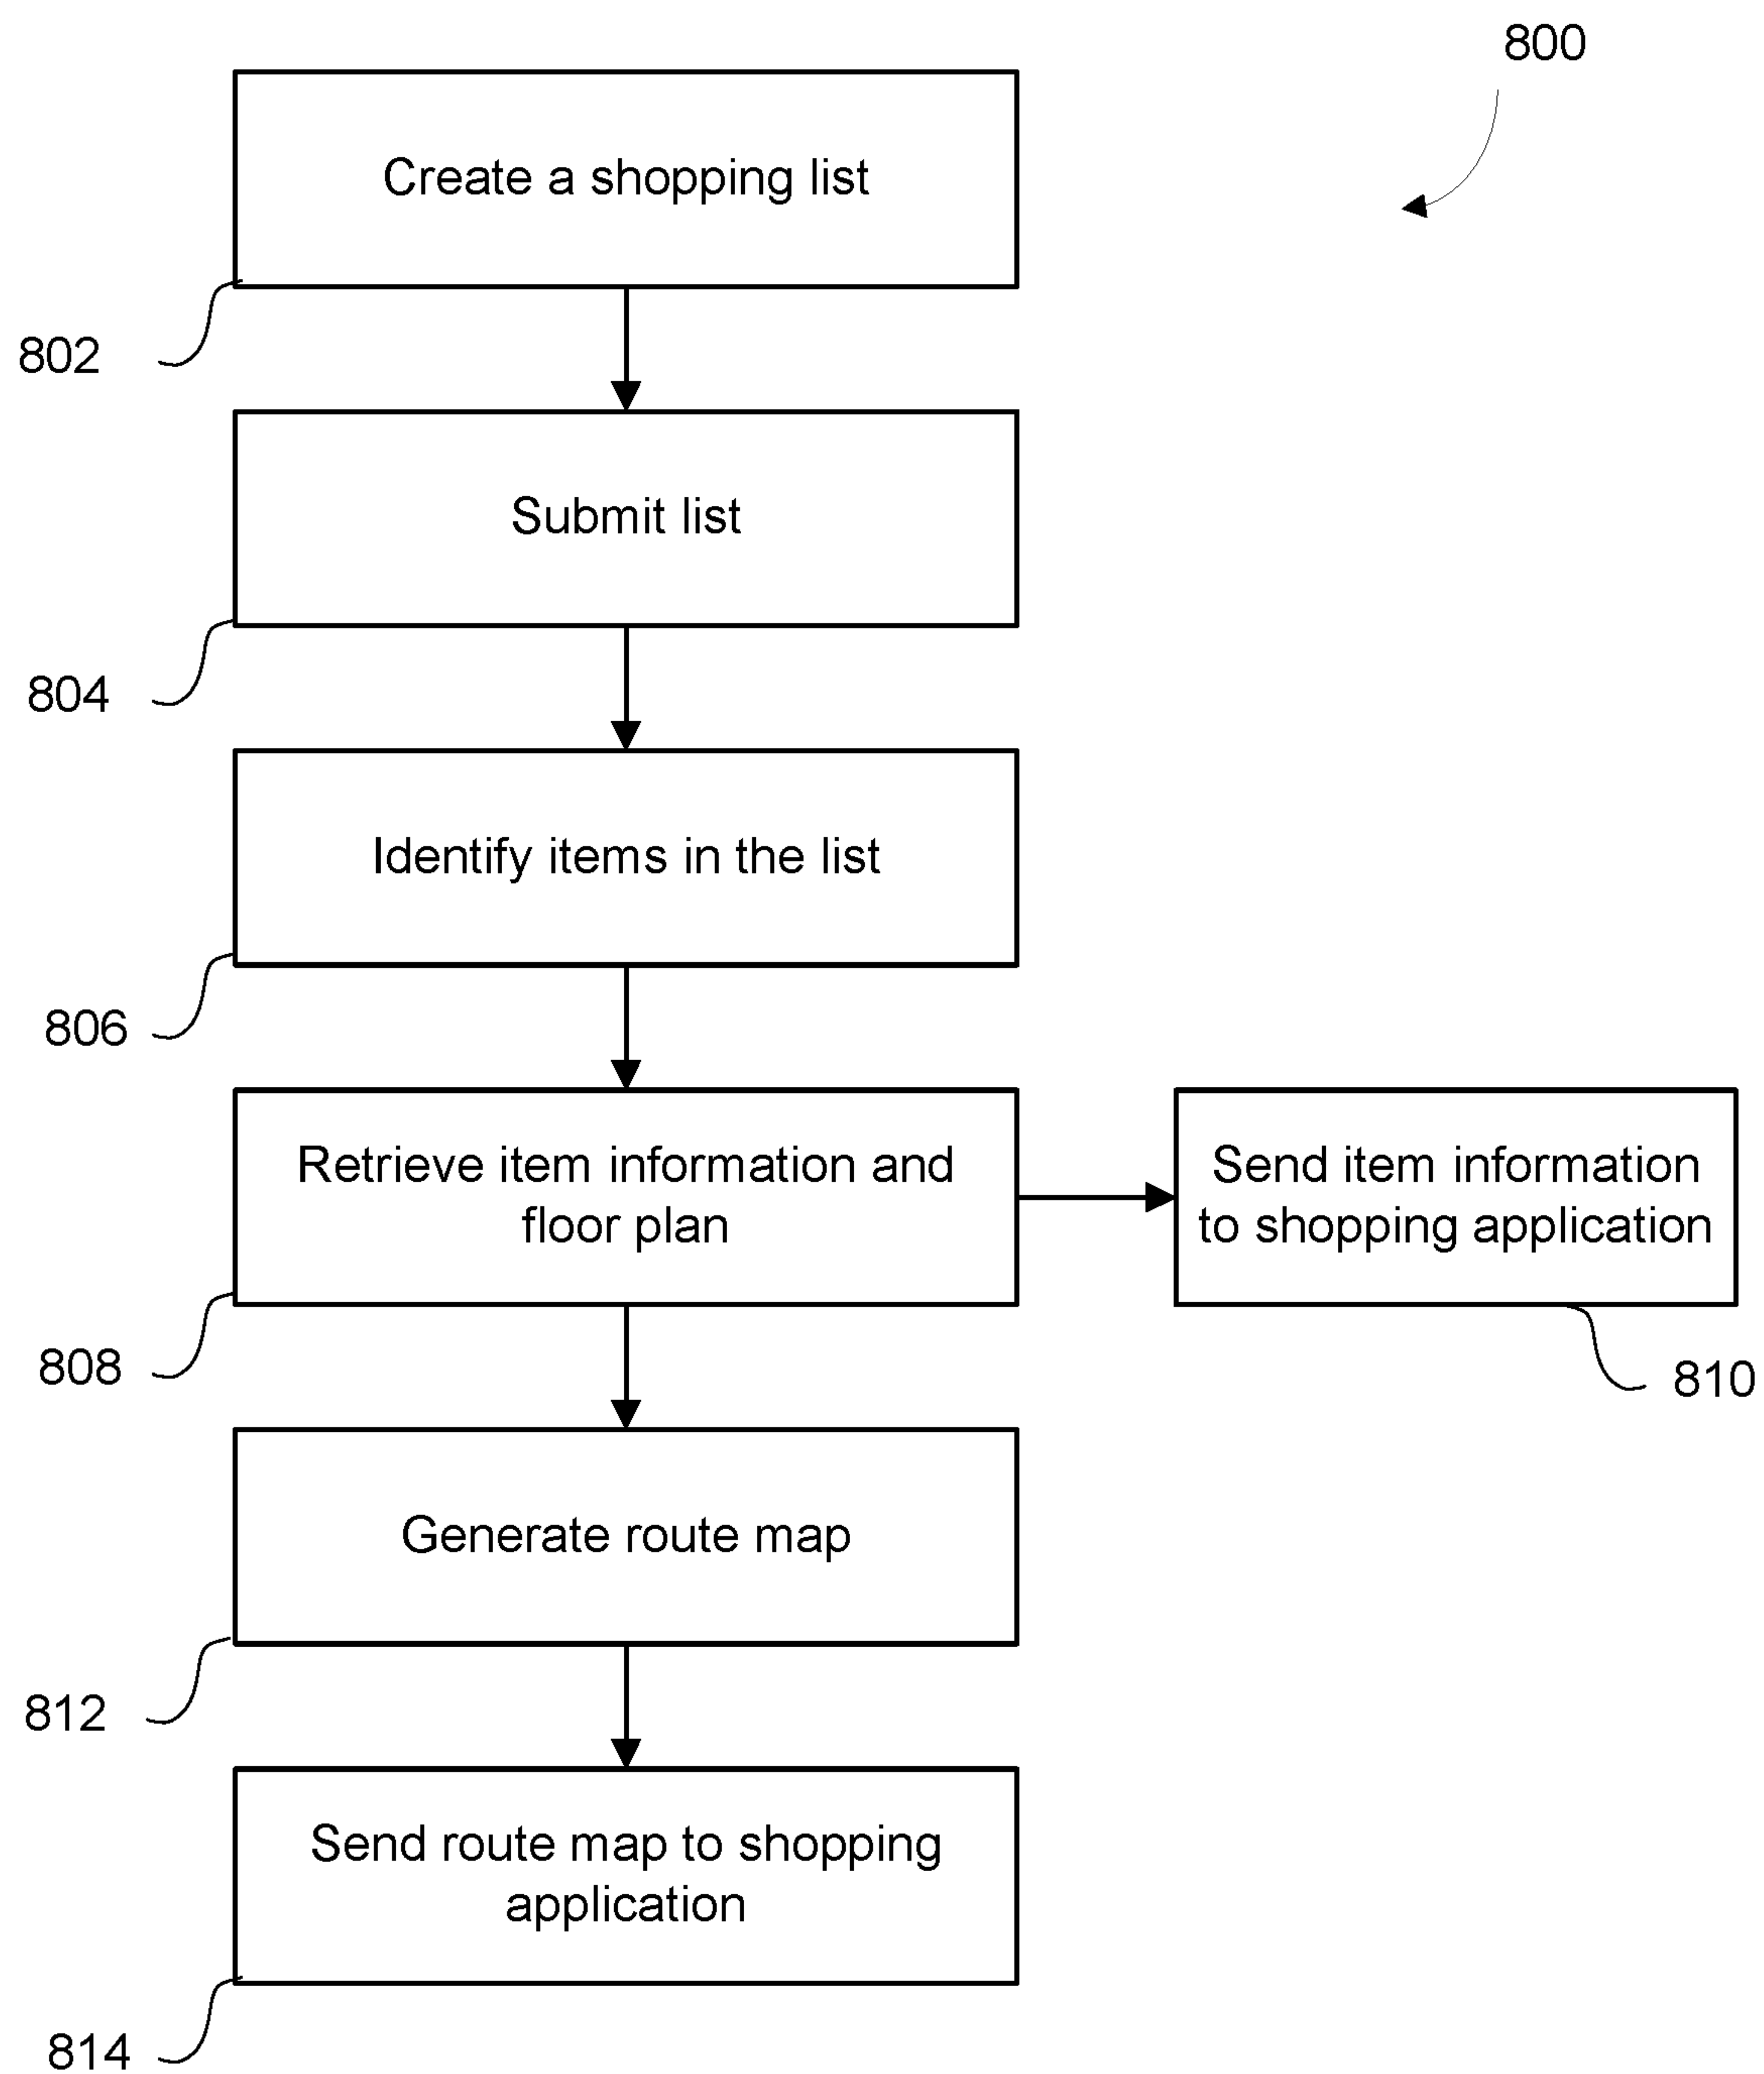 800
Create a shopping list
802
Submit list
804
Identify items in the list
806
Retrieve item information and
floor plan
808
Send item information
to shopping application
810
Generate route map
812
Send route map to shopping
application
814